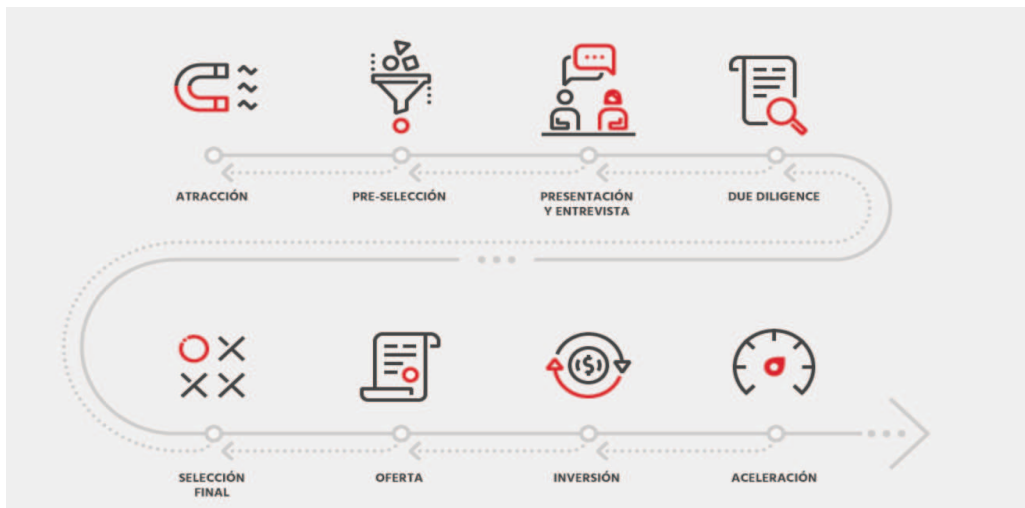 ATRACCIÓN
PRE-SELECCIÓN
PRESENTACIÓN
Y ENTREVISTA
DUE DILIGENCE
SELECCIÓN
FINAL
OFERTA
INVERSIÓN
ACELERACIÓN